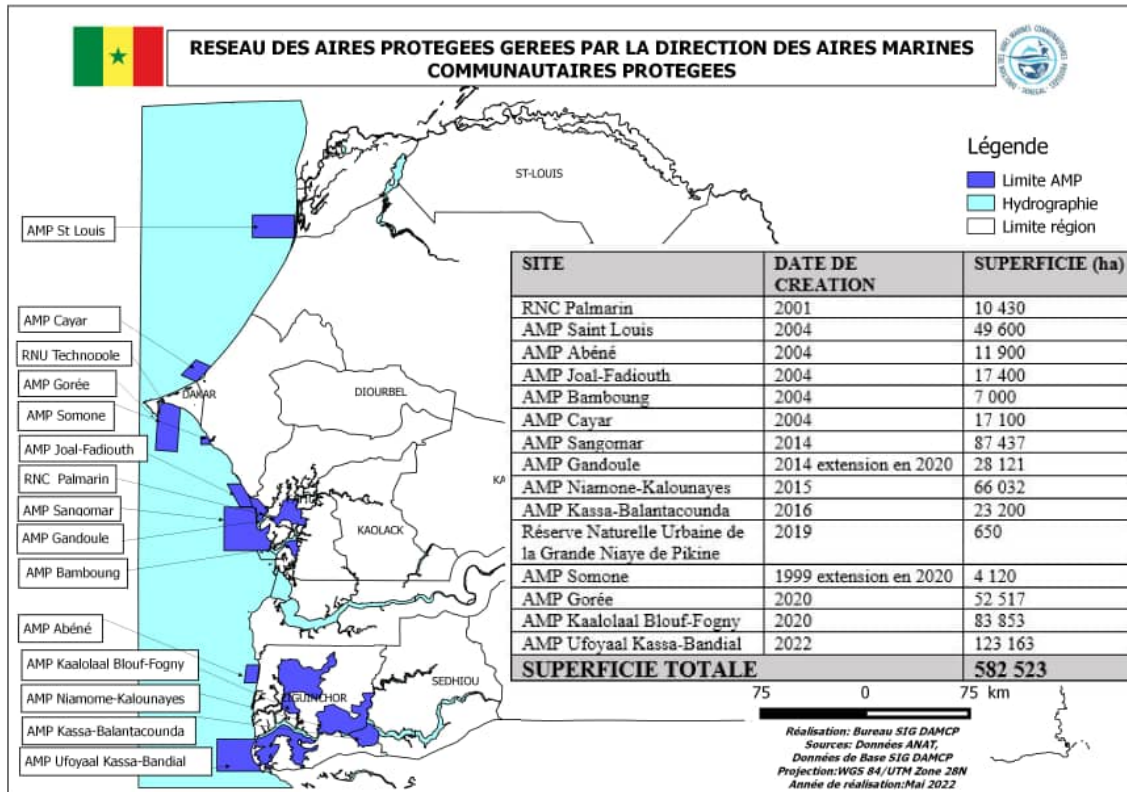 RESEAU DES AIRES PROTEGEES GEREES PAR LA DIRECTION DES AIRES MARINES
COMMUNAUTAIRES PROTEGEES
Légende
Limite AMP
Hydrographie
Limite région
ST-LOUIS
AMP St Louis
AMP Cayar
RNU Technopole
AMP Gorée
AMP Somone
AMP Joal-Fadiouth
RNC Palmarin
AMP Sangomar
AMP Gandoule
AMP Bamboung
AMP Abéné
AMP Kaalolaal Blouf-Fogny
AMP Niamome-Kalounayes
AMP Kassa-Balantacounda
AMP Ufoyaal Kassa-Bandial
DAKAR
DIOURBEL
KAOLACK
KA
SEDHIOU
SITE DATE DE CREATION SUPERFICIE (ha)
RNC Palmarin 2001 10 430
AMP Saint Louis 2004 49 600
AMP Abéné 2004 11 900
AMP Joal-Fadiouth 2004 17 400
AMP Bamboung 2004 7 000
AMP Cayar 2004 17 100
AMP Sangomar 2014 87 437
AMP Gandoule 2014 extension en 2020 28 121
AMP Niamone-Kalounayes 2015 66 032
AMP Kassa-Balantacounda 2016 23 200
Réserve Naturelle Urbaine de 2019 650
la Grande Niaye de Pikine
AMP Somone 1999 extension en 2020 4 120
AMP Gorée 2020 52 517
AMP Kaalolaal Blouf-Fogny 2020 83 853
AMP Ufoyaal Kassa-Bandial 2022 123 163
SUPERFICIE TOTALE 582 523
75 0 75 km
Réalisation: Bureau SIG DAMCP
Sources: Données ANAT,
Données de Base SIG DAMCP
Projection:WGS 84/UTM Zone 28N
Année de réalisation:Mai 2022